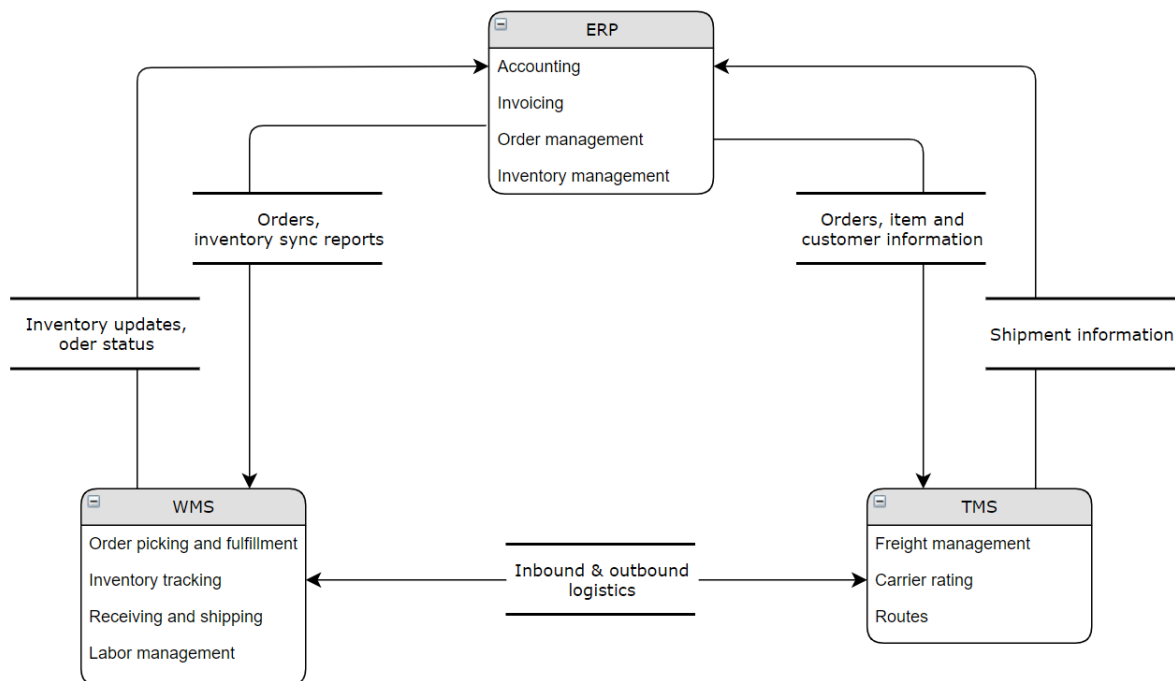 ERP
Accounting
Invoicing
Order management
Inventory management
Orders,
inventory sync reports
Orders, item and
customer information
Inventory updates,
oder status
Shipment information
WMS
Order picking and fulfillment
Inventory tracking
Receiving and shipping
Labor management
Inbound & outbound
logistics
TMS
Freight management
Carrier rating
Routes